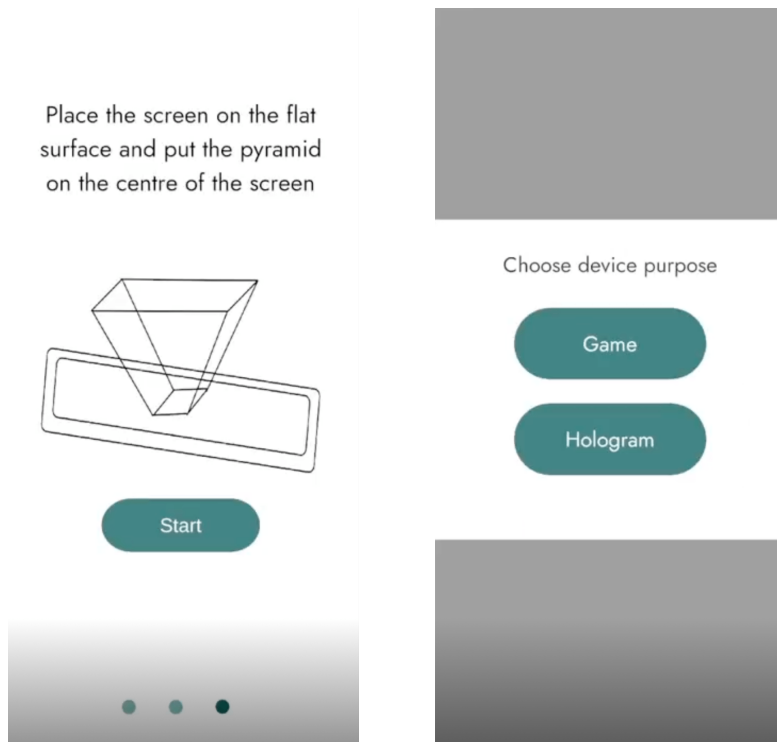 Place the screen on the flat
surface and put the pyramid
on the centre of the screen
Start
Choose device purpose
Game
Hologram